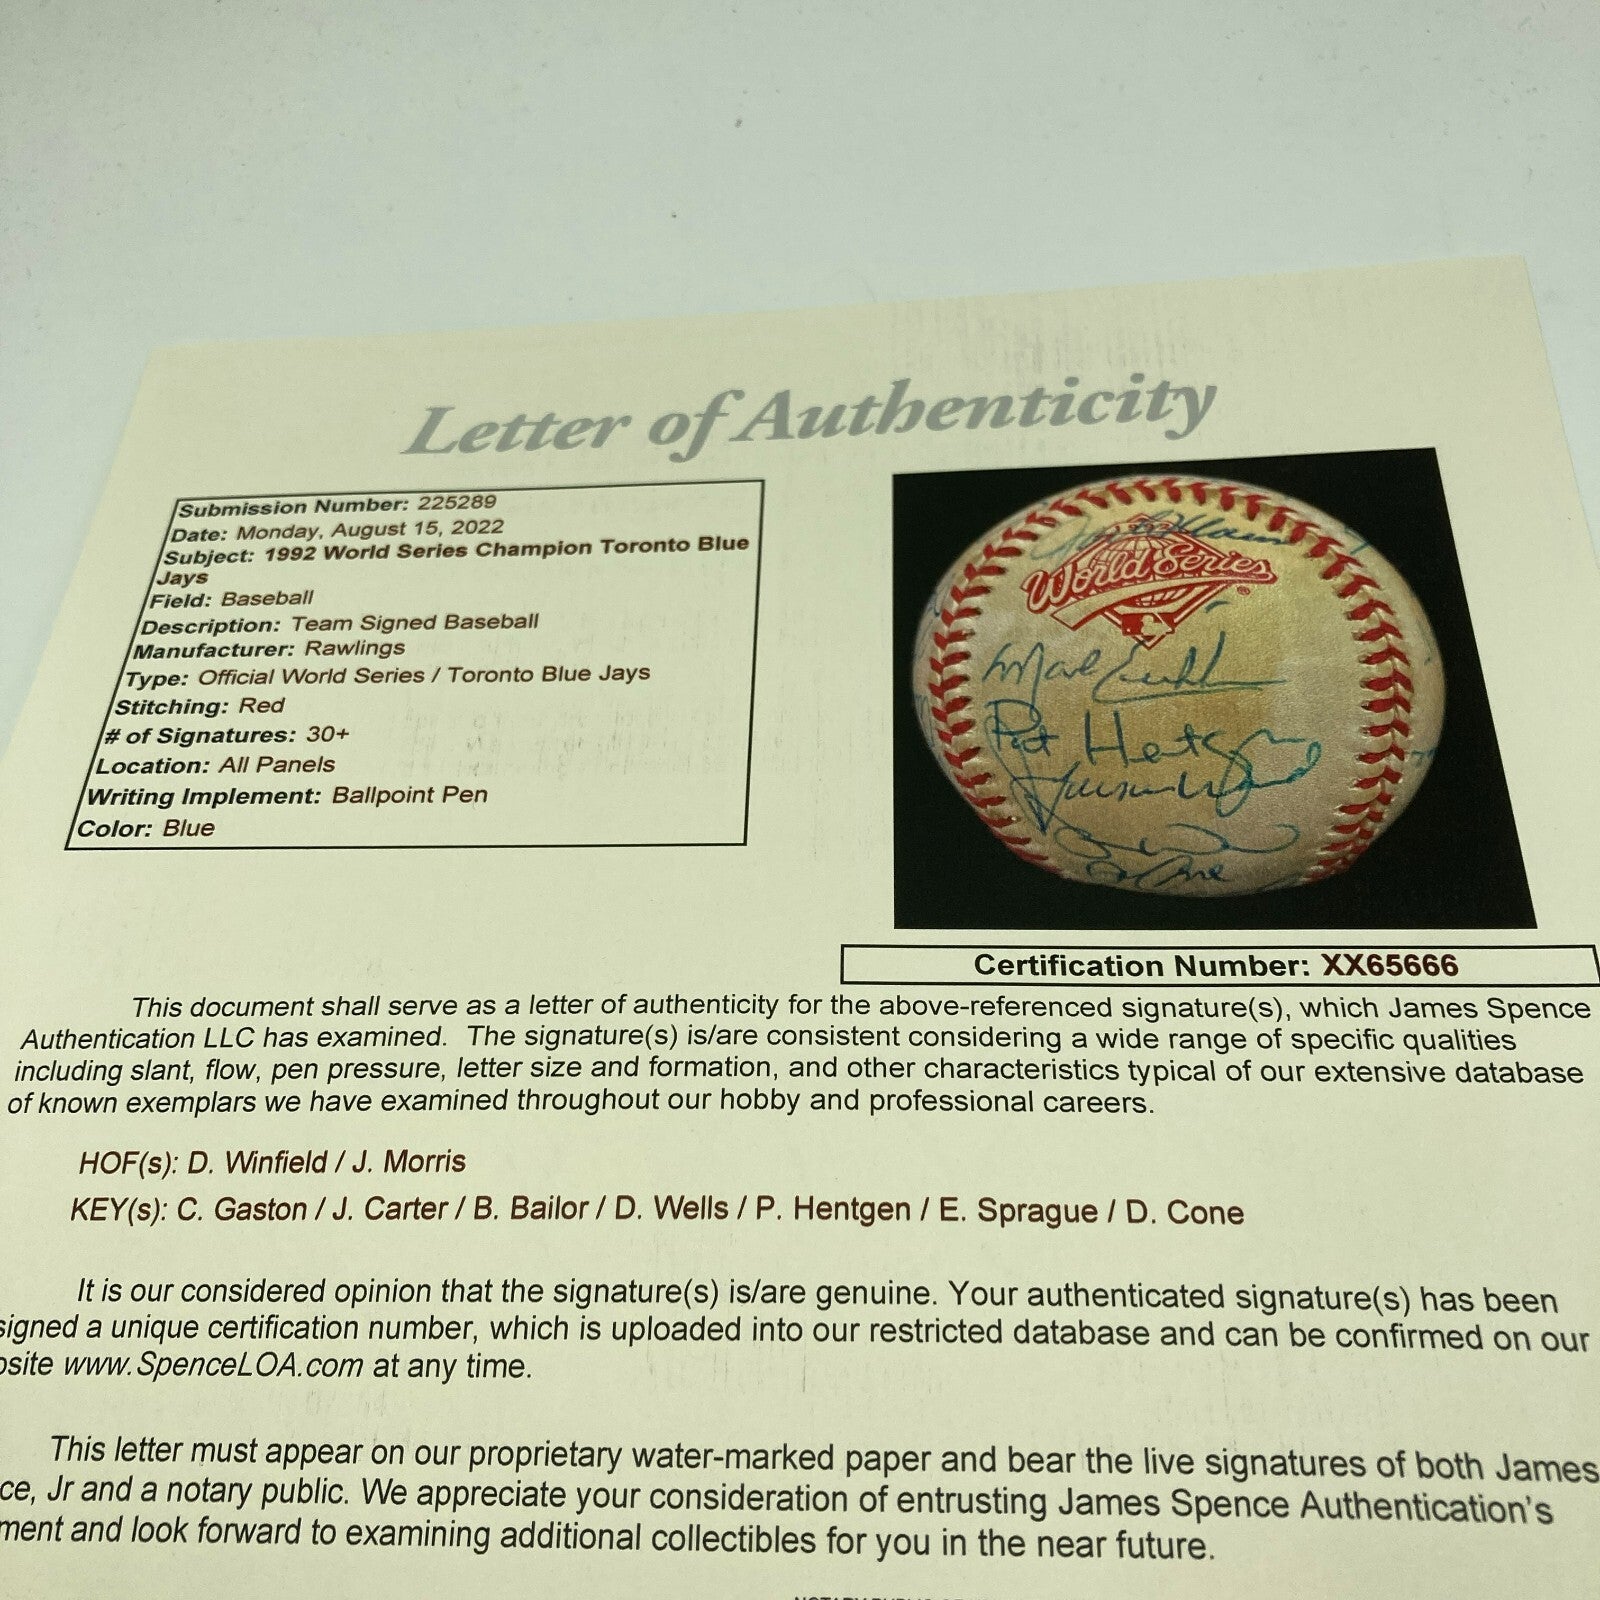 Letter of Authenticity
Submission Number: 225289
Date: Monday, August 15, 2022
Subject: 1992 World Series Champion Toronto Blue
Jays
Field: Baseball
Description: Team Signed Baseball
Manufacturer: Rawlings
Type: Official World Series / Toronto Blue Jays
Stitching: Red
# of Signatures: 30+
Location: All Panels
Writing Implement: Ballpoint Pen
Color: Blue
World Series
Mark
Pat Hentgen
Certification Number: XX65666
This document shall serve as a letter of authenticity for the above-referenced signature(s), which James Spence
Authentication LLC has examined. The signature(s) is/are consistent considering a wide range of specific qualities
including slant, flow, pen pressure, letter size and formation, and other characteristics typical of our extensive database
of known exemplars we have examined throughout our hobby and professional careers.
HOF(s): D. Winfield / J. Morris
KEY(s): C. Gaston / J. Carter / B. Bailor / D. Wells / P. Hentgen / E. Sprague / D. Cone
It is our considered opinion that the signature(s) is/are genuine. Your authenticated signature(s) has been
signed a unique certification number, which is uploaded into our restricted database and can be confirmed on our
osite www.SpenceLOA.com at any time.
This letter must appear on our proprietary water-marked paper and bear the live signatures of both James
ce, Jr and a notary public. We appreciate your consideration of entrusting James Spence Authentication's
ment and look forward to examining additional collectibles for you in the near future.